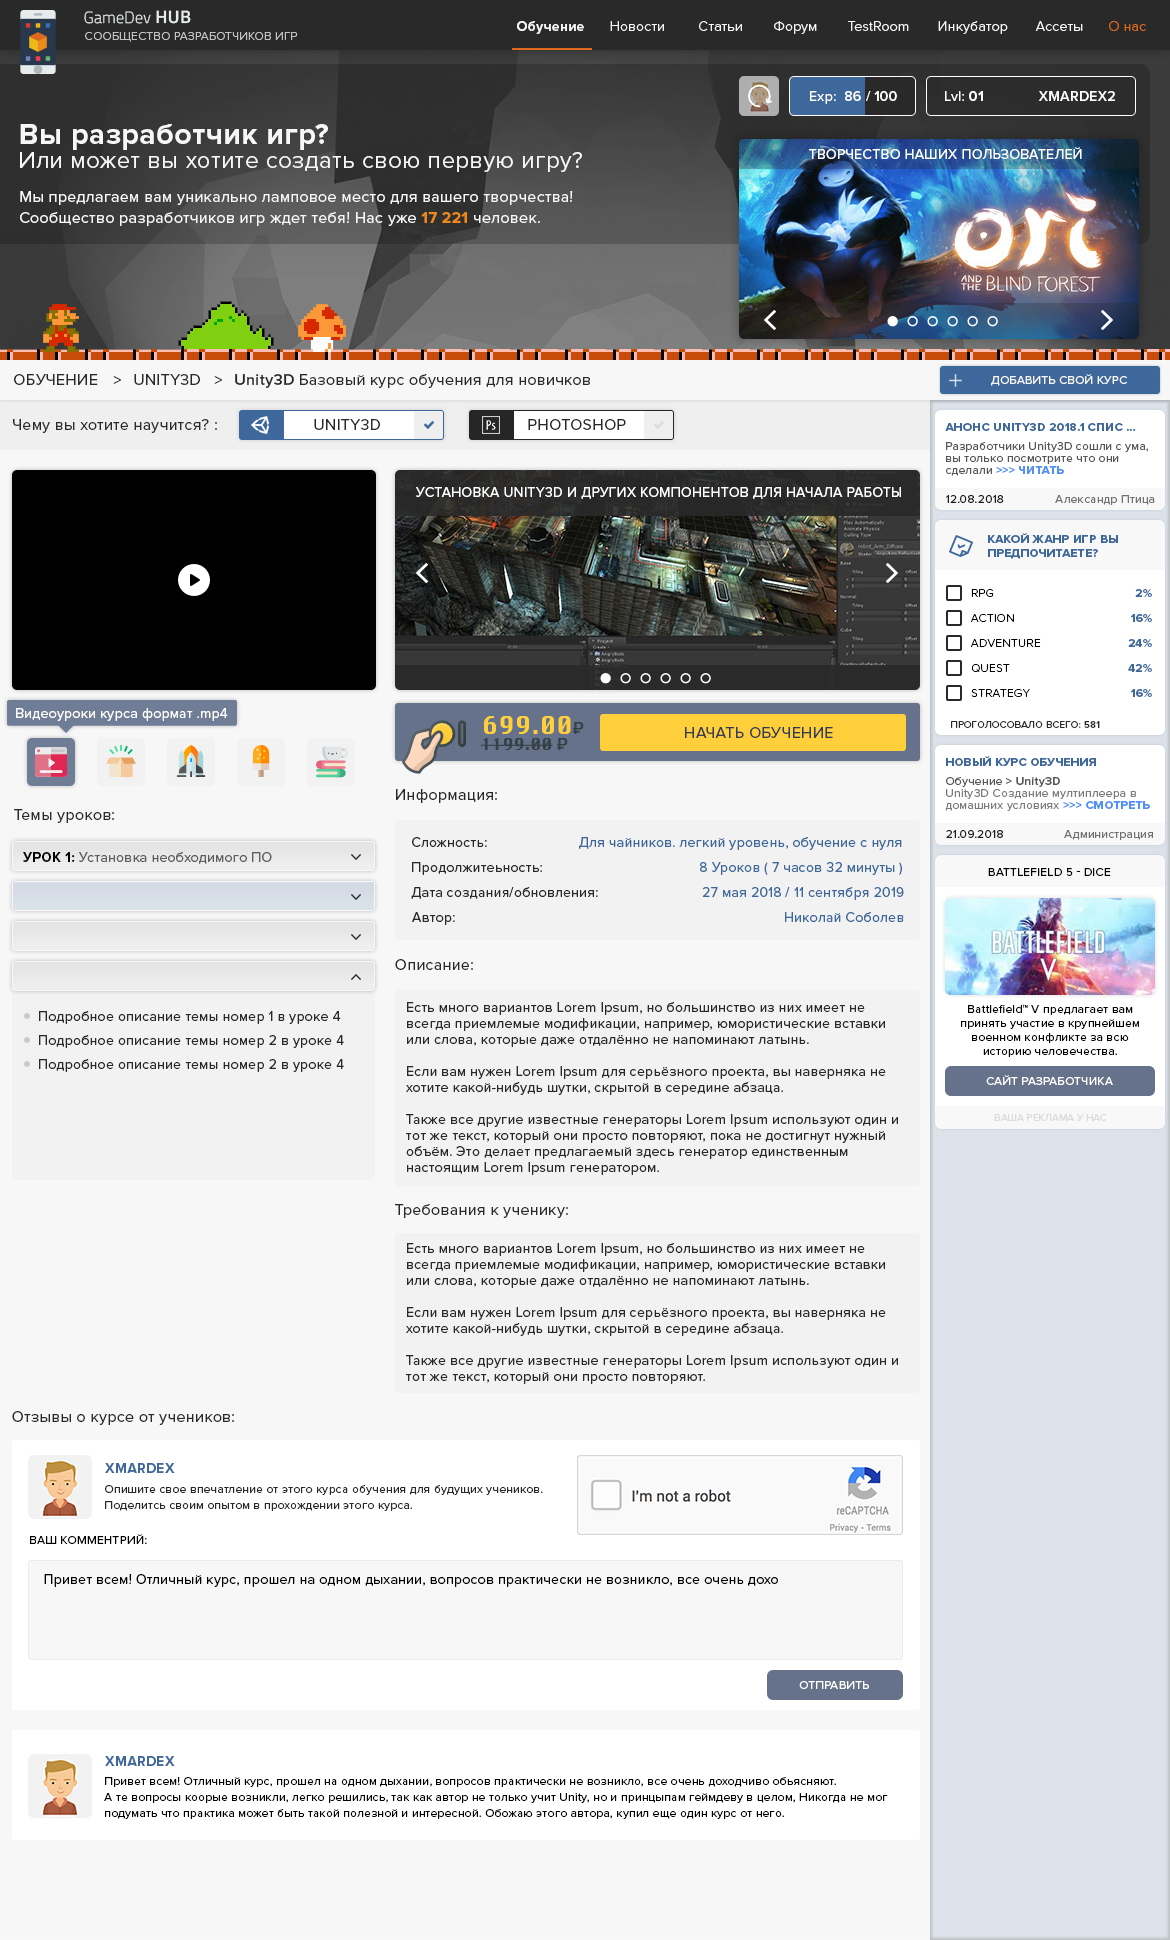 GameDev HUB
СООБЩЕСТВО РАЗРАБОТЧИКОВ ИГР
Обучение Новости Статьи Форум TestRoom Инкубатор Ассеты О нас
Exp: 86 / 100
Lvl: 01 XMARDEX2
Вы разработчик игр?
Или может вы хотите создать свою первую игру?
Мы предлагаем вам уникально ламповое место для вашего творчества!
Сообщество разработчиков игр ждет тебя! Нас уже 17 221 человек.
ТВОРЧЕСТВО НАШИХ ПОЛЬЗОВАТЕЛЕЙ
ori
AND THE BLIND FOREST
ОБУЧЕНИЕ > UNITY3D > Unity3D Базовый курс обучения для новичков
ДОБАВИТЬ СВОЙ КУРС
Чему вы хотите научится? :
UNITY3D
Ps PHOTOSHOP
УСТАНОВКА UNITY3D И ДРУГИХ КОМПОНЕНТОВ ДЛЯ НАЧАЛА РАБОТЫ
Видеоуроки курса формат .mp4
699.00₽
1199.00 ₽
НАЧАТЬ ОБУЧЕНИЕ
Темы уроков:
УРОК 1: Установка необходимого ПО
Подробное описание темы номер 1 в уроке 4
Подробное описание темы номер 2 в уроке 4
Подробное описание темы номер 2 в уроке 4
Информация:
Сложность: Для чайников. легкий уровень, обучение с нуля
Продолжитеьность: 8 Уроков ( 7 часов 32 минуты )
Дата создания/обновления: 27 мая 2018 / 11 сентября 2019
Автор: Николай Соболев
Описание:
Есть много вариантов Lorem Ipsum, но большинство из них имеет не
всегда приемлемые модификации, например, юмористические вставки
или слова, которые даже отдалённо не напоминают латынь.
Если вам нужен Lorem Ipsum для серьёзного проекта, вы наверняка не
хотите какой-нибудь шутки, скрытой в середине абзаца.
Также все другие известные генераторы Lorem Ipsum используют один и
тот же текст, который они просто повторяют, пока не достигнут нужный
объём. Это делает предлагаемый здесь генератор единственным
настоящим Lorem Ipsum генератором.
Требования к ученику:
Есть много вариантов Lorem Ipsum, но большинство из них имеет не
всегда приемлемые модификации, например, юмористические вставки
или слова, которые даже отдалённо не напоминают латынь.
Если вам нужен Lorem Ipsum для серьёзного проекта, вы наверняка не
хотите какой-нибудь шутки, скрытой в середине абзаца.
Также все другие известные генераторы Lorem Ipsum используют один и
тот же текст, который они просто повторяют.
АНОНС UNITY3D 2018.1 СПИС ...
Разработчики Unity3D сошли с ума,
вы только посмотрите что они
сделали >>> ЧИТАТЬ
12.08.2018 Александр Птица
КАКОЙ ЖАНР ИГР ВЫ
ПРЕДПОЧИТАЕТЕ?
RPG 2%
ACTION 16%
ADVENTURE 24%
QUEST 42%
STRATEGY 16%
ПРОГОЛОСОВАЛО ВСЕГО: 581
НОВЫЙ КУРС ОБУЧЕНИЯ
Обучение > Unity3D
Unity3D Создание мултиплеера в
домашних условиях >>> СМОТРЕТЬ
21.09.2018 Администрация
BATTLEFIELD 5 - DICE
BATTLEFIELD
V
Battlefield™ V предлагает вам
принять участие в крупнейшем
военном конфликте за всю
историю человечества.
САЙТ РАЗРАБОТЧИКА
ВАША РЕКЛАМА У НАС
Отзывы о курсе от учеников:
XMARDEX
Опишите свое впечатление от этого курса обучения для будущих учеников.
Поделитсь своим опытом в прохождении этого курса.
I'm not a robot
reCAPTCHA
Privacy - Terms
ВАШ КОММЕНТРИЙ:
Привет всем! Отличный курс, прошел на одном дыхании, вопросов практически не возникло, все очень дохо
ОТПРАВИТЬ
XMARDEX
Привет всем! Отличный курс, прошел на одном дыхании, вопросов практически не возникло, все очень доходчиво обьясняют.
А те вопросы коорые возникли, легко решились, так как автор не только учит Unity, но и принцыпам геймдеву в целом, Никогда не мог
подумать что практика может быть такой полезной и интересной. Обожаю этого автора, купил еще один курс от него.